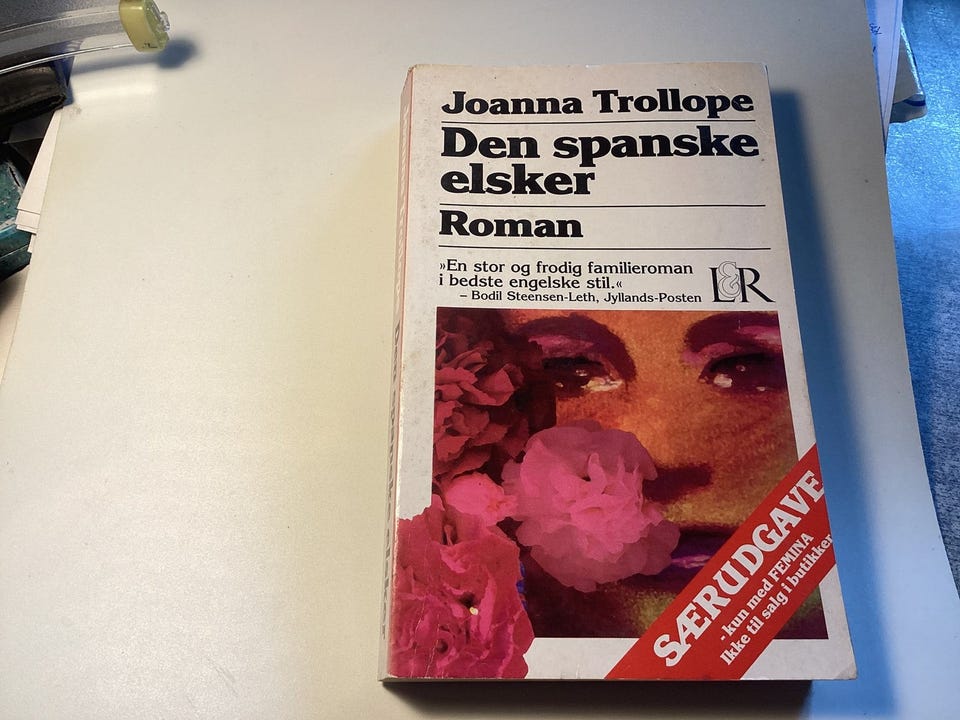 Joanna Trollope
Den spanske
elsker
Roman
»En stor og frodig familieroman
i bedste engelske stil.«
– Bodil Steensen-Leth, Jyllands-Posten
L&R
SÆRUDGAVE
- kun med FEMINA
Ikke til salg i butikker